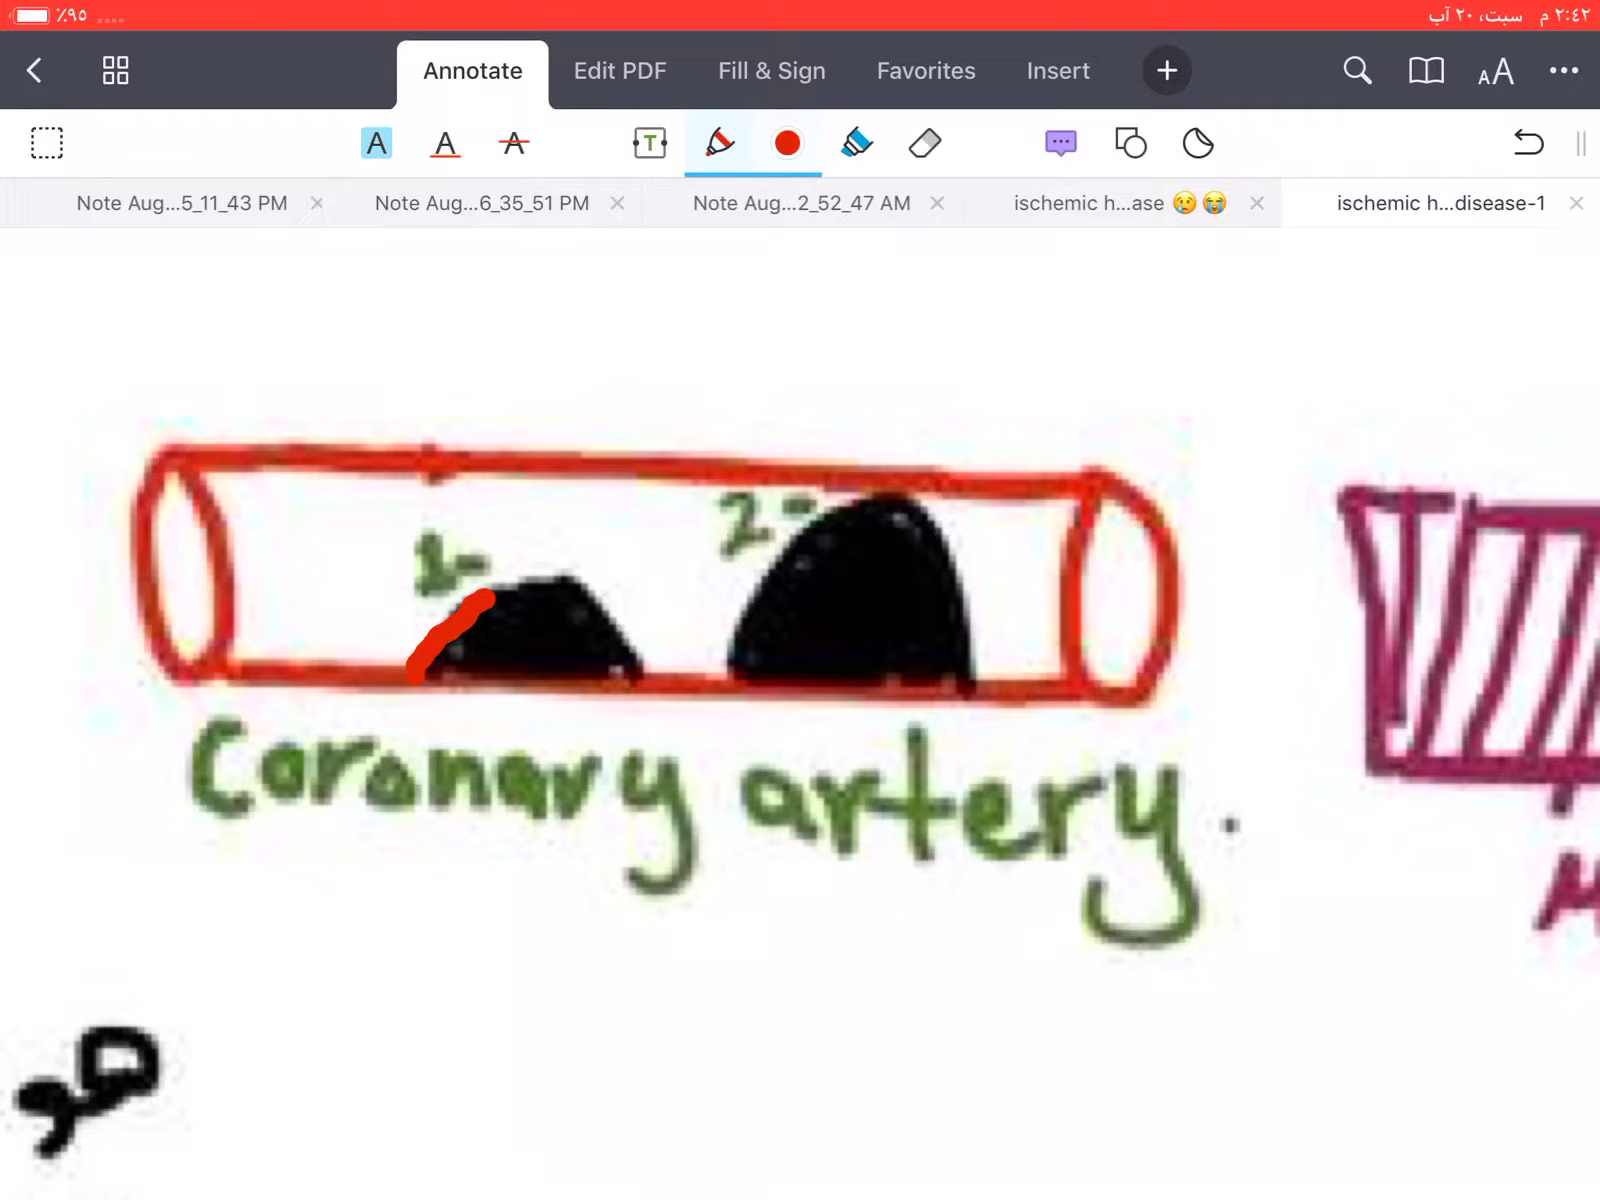 ٪٩٥ سبت، ٢٠ آب ٢:٤٢ م
Annotate Edit PDF Fill & Sign Favorites Insert
A A A T AA
Note Aug...5_11_43 PM Note Aug...6_35_51 PM Note Aug...2_52_47 AM ischemic h...ase 😢 😭 ischemic h...disease-1
1- 2-
Coronary artery.